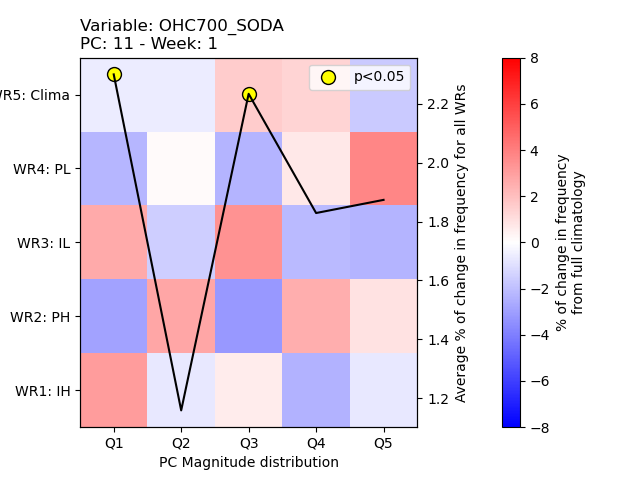 Variable: OHC700_SODA
PC: 11 - Week: 1
p<0.05
WR5: Clima
WR4: PL
WR3: IL
WR2: PH
WR1: IH
Q1 Q2 Q3 Q4 Q5
PC Magnitude distribution
2.2
2.0
1.8
1.6
1.4
1.2
Average % of change in frequency for all WRs
8
6
4
2
0
−2
−4
−6
−8
% of change in frequency
from full climatology